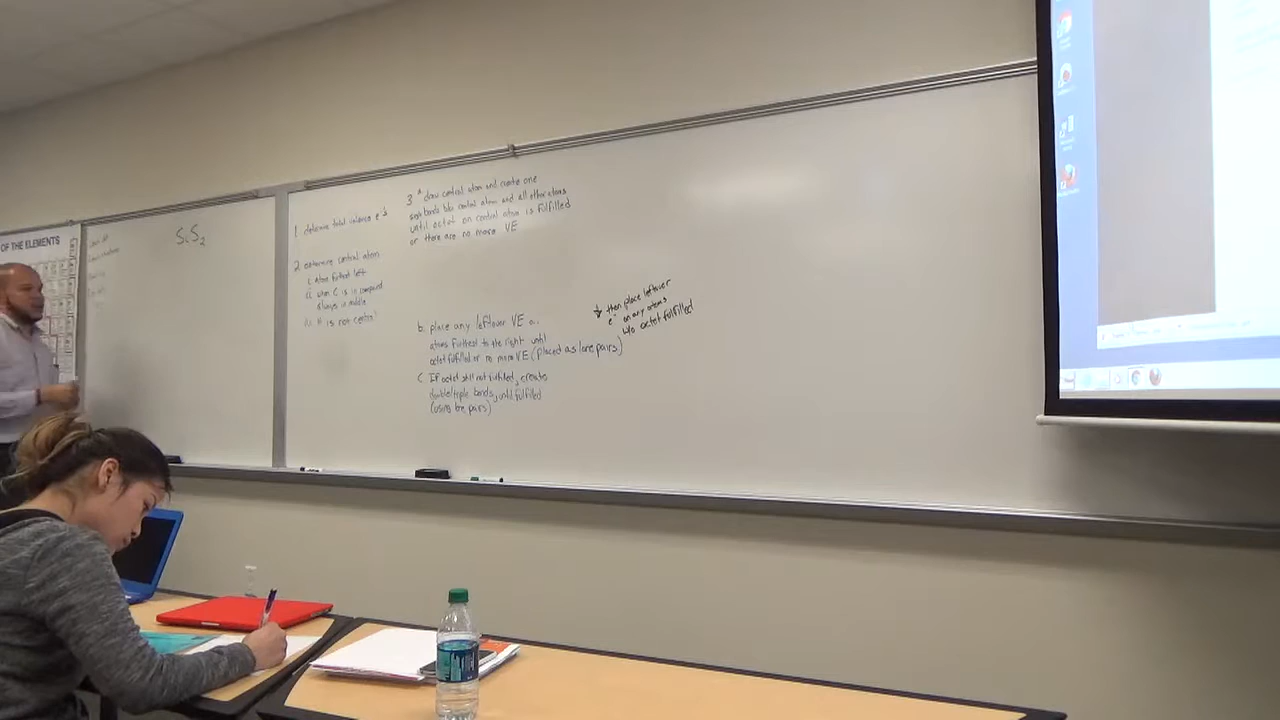 OF THE ELEMENTS
SiS2
1 determine total valence e-'s
2 determine central atom
i. Atom furthest left
ii. when C is in compound
always in middle
iii. H is not central
3 a draw central atom and create one
single bonds b/w central atom and all other atoms
until octet on central atom is fulfilled
or there are no more VE
b. place any leftover VE
atoms furthest to the right until
octet fulfilled or no more VE (placed as lone pairs)
↳ then place leftover
e- on any atoms
w/o octet fulfilled
c If octet still not fulfilled, create
double/triple bonds, until fulfilled
(using lone pairs)